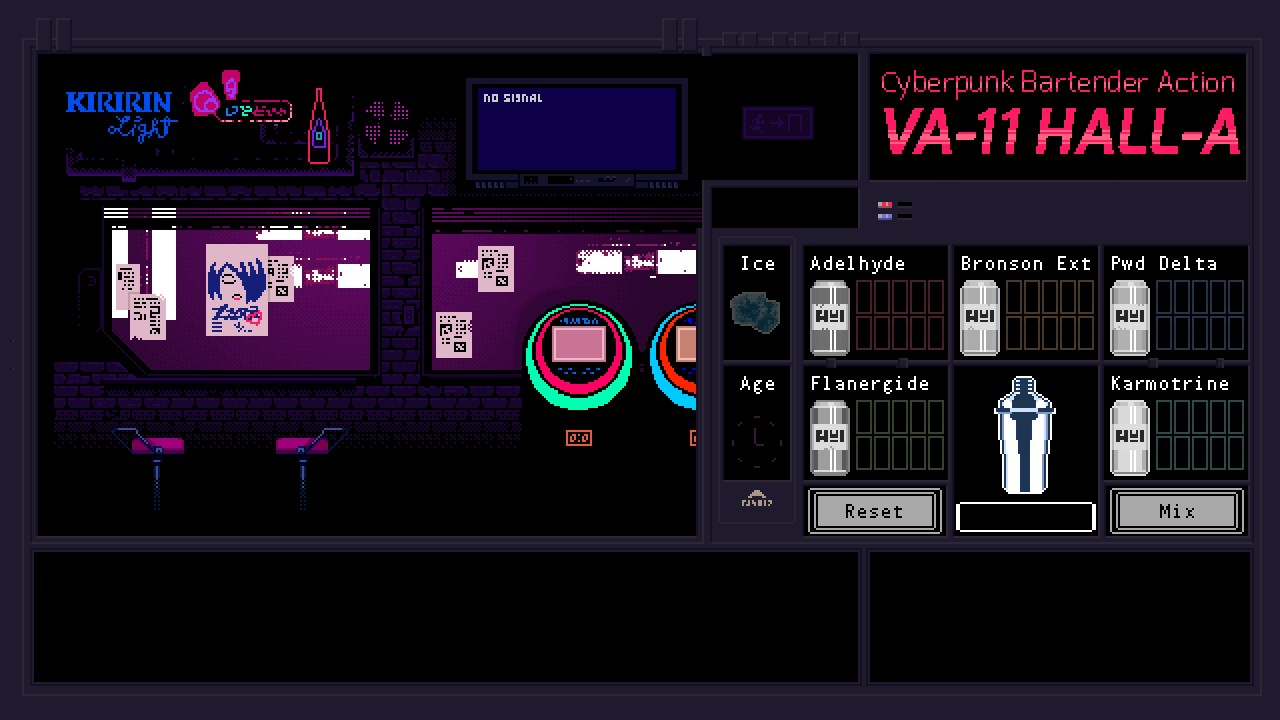 KIRIRIN
Light
NO SIGNAL
Cyberpunk Bartender Action
VA-11 HALL-A
Ice
Adelhyde
Bronson Ext
Pwd Delta
Age
Flanergide
Karmotrine
Reset
Mix